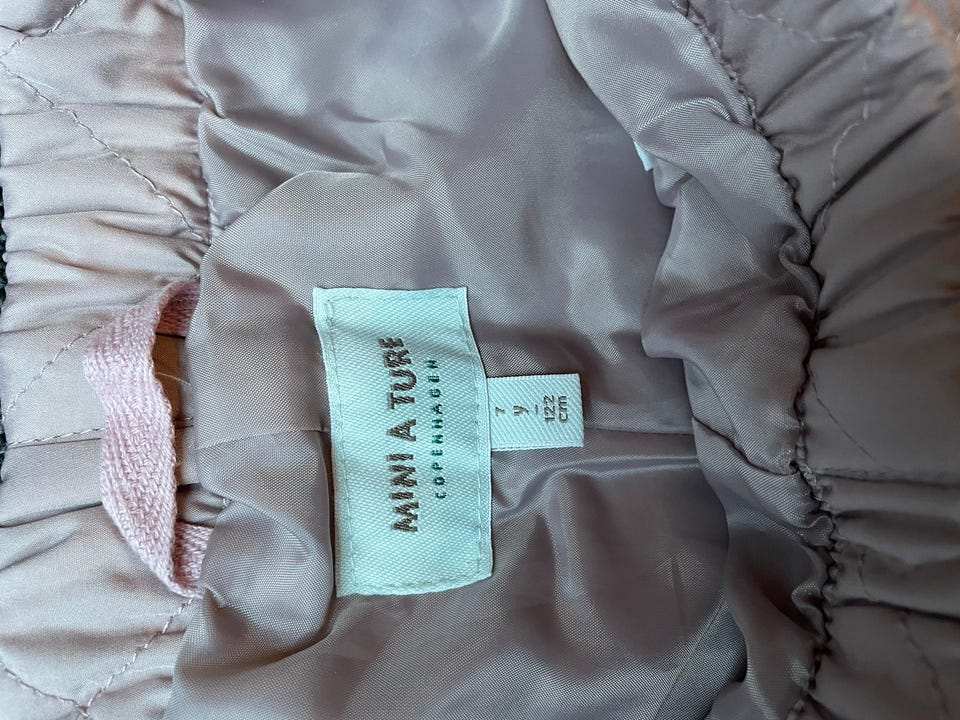 MINI A TURE
COPENHAGEN
7
y
–
122
cm